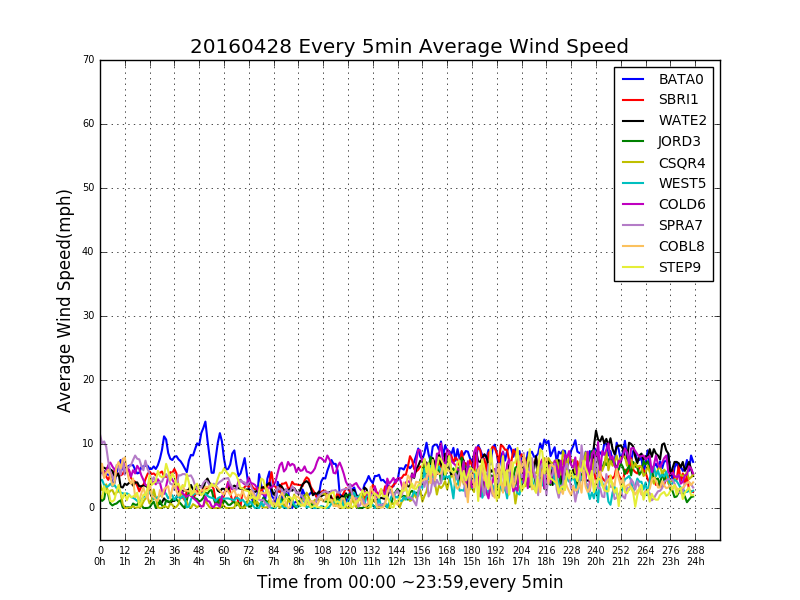 20160428 Every 5min Average Wind Speed
70
60
50
40
30
20
10
0
Average Wind Speed(mph)
BATA0
SBRI1
WATE2
JORD3
CSQR4
WEST5
COLD6
SPRA7
COBL8
STEP9
0 12 24 36 48 60 72 84 96 108 120 132 144 156 168 180 192 204 216 228 240 252 264 276 288
0h 1h 2h 3h 4h 5h 6h 7h 8h 9h 10h 11h 12h 13h 14h 15h 16h 17h 18h 19h 20h 21h 22h 23h 24h
Time from 00:00 ~23:59,every 5min